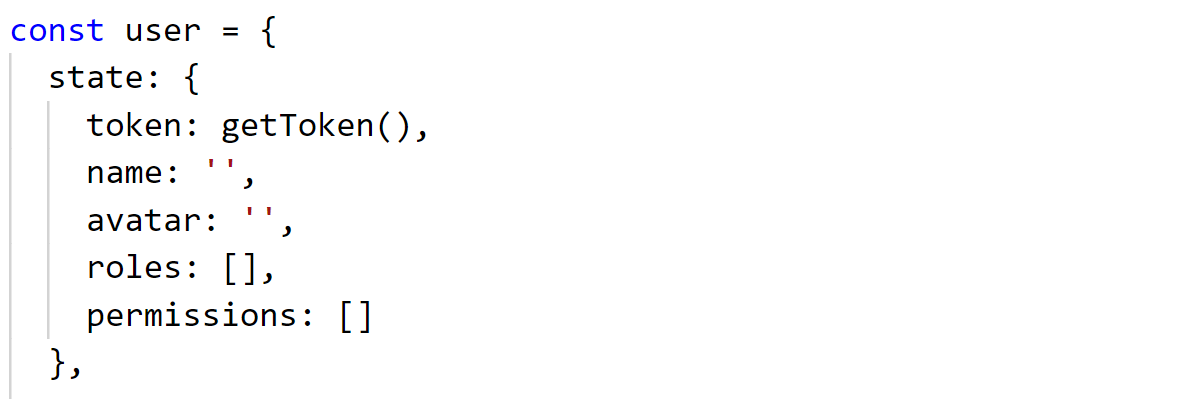 const user = {
  state: {
    token: getToken(),
    name: '',
    avatar: '',
    roles: [],
    permissions: []
  },